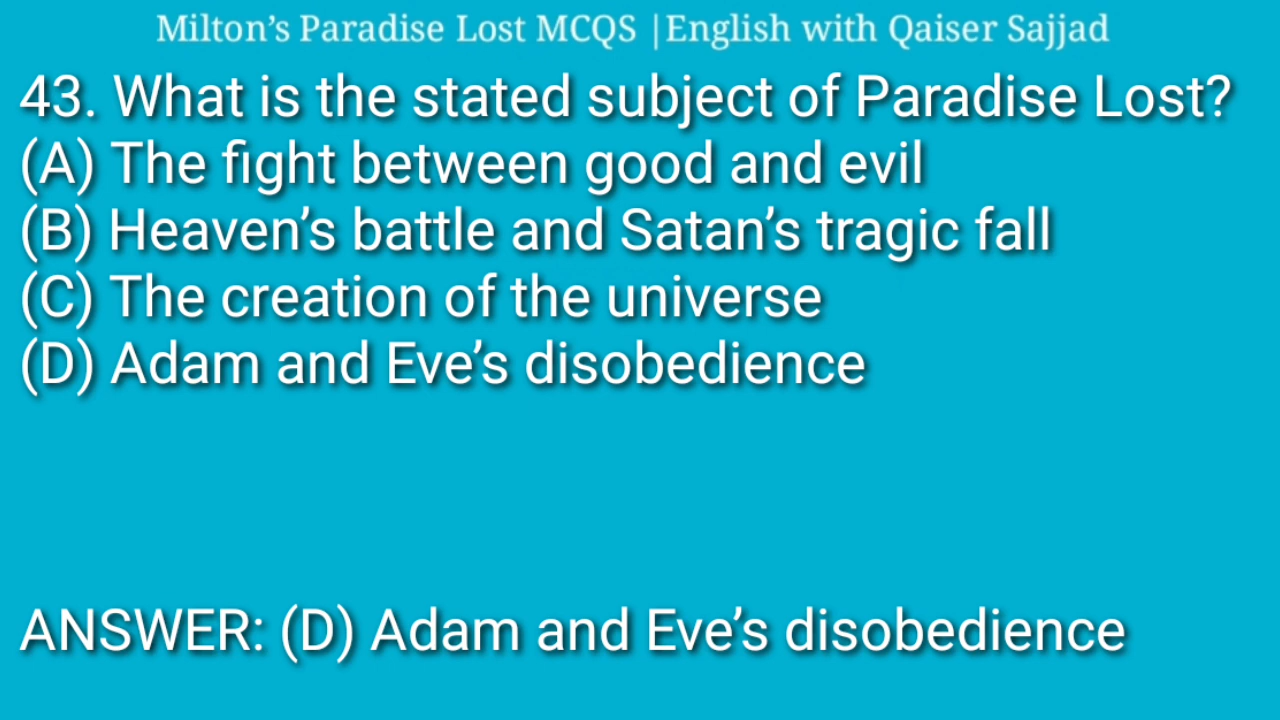 Milton’s Paradise Lost MCQS |English with Qaiser Sajjad
43. What is the stated subject of Paradise Lost?
(A) The fight between good and evil
(B) Heaven’s battle and Satan’s tragic fall
(C) The creation of the universe
(D) Adam and Eve’s disobedience
ANSWER: (D) Adam and Eve’s disobedience